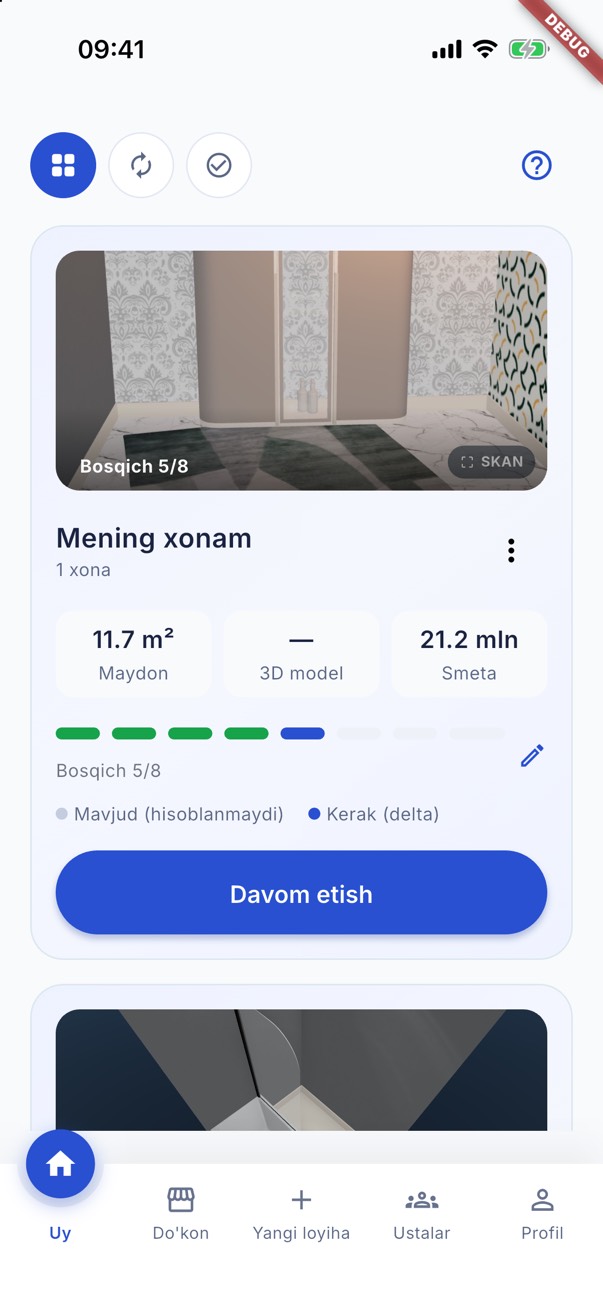 09:41
DEBUG
Bosqich 5/8
SKAN
Mening xonam
1 xona
11.7 m²
—
21.2 mln
Maydon
3D model
Smeta
Bosqich 5/8
Mavjud (hisoblanmaydi)
Kerak (delta)
Davom etish
Uy
Do'kon
Yangi loyiha
Ustalar
Profil